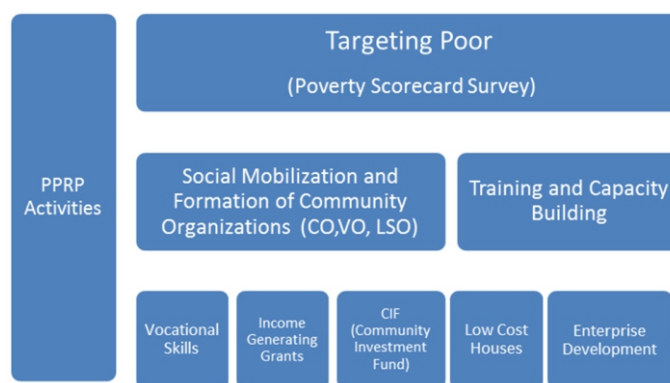 Targeting Poor
(Poverty Scorecard Survey)
PPRP
Activities
Social Mobilization and
Formation of Community
Organizations (CO,VO, LSO)
Training and Capacity
Building
Vocational
Skills
Income
Generating
Grants
CIF
(Community
Investment
Fund)
Low Cost
Houses
Enterprise
Development